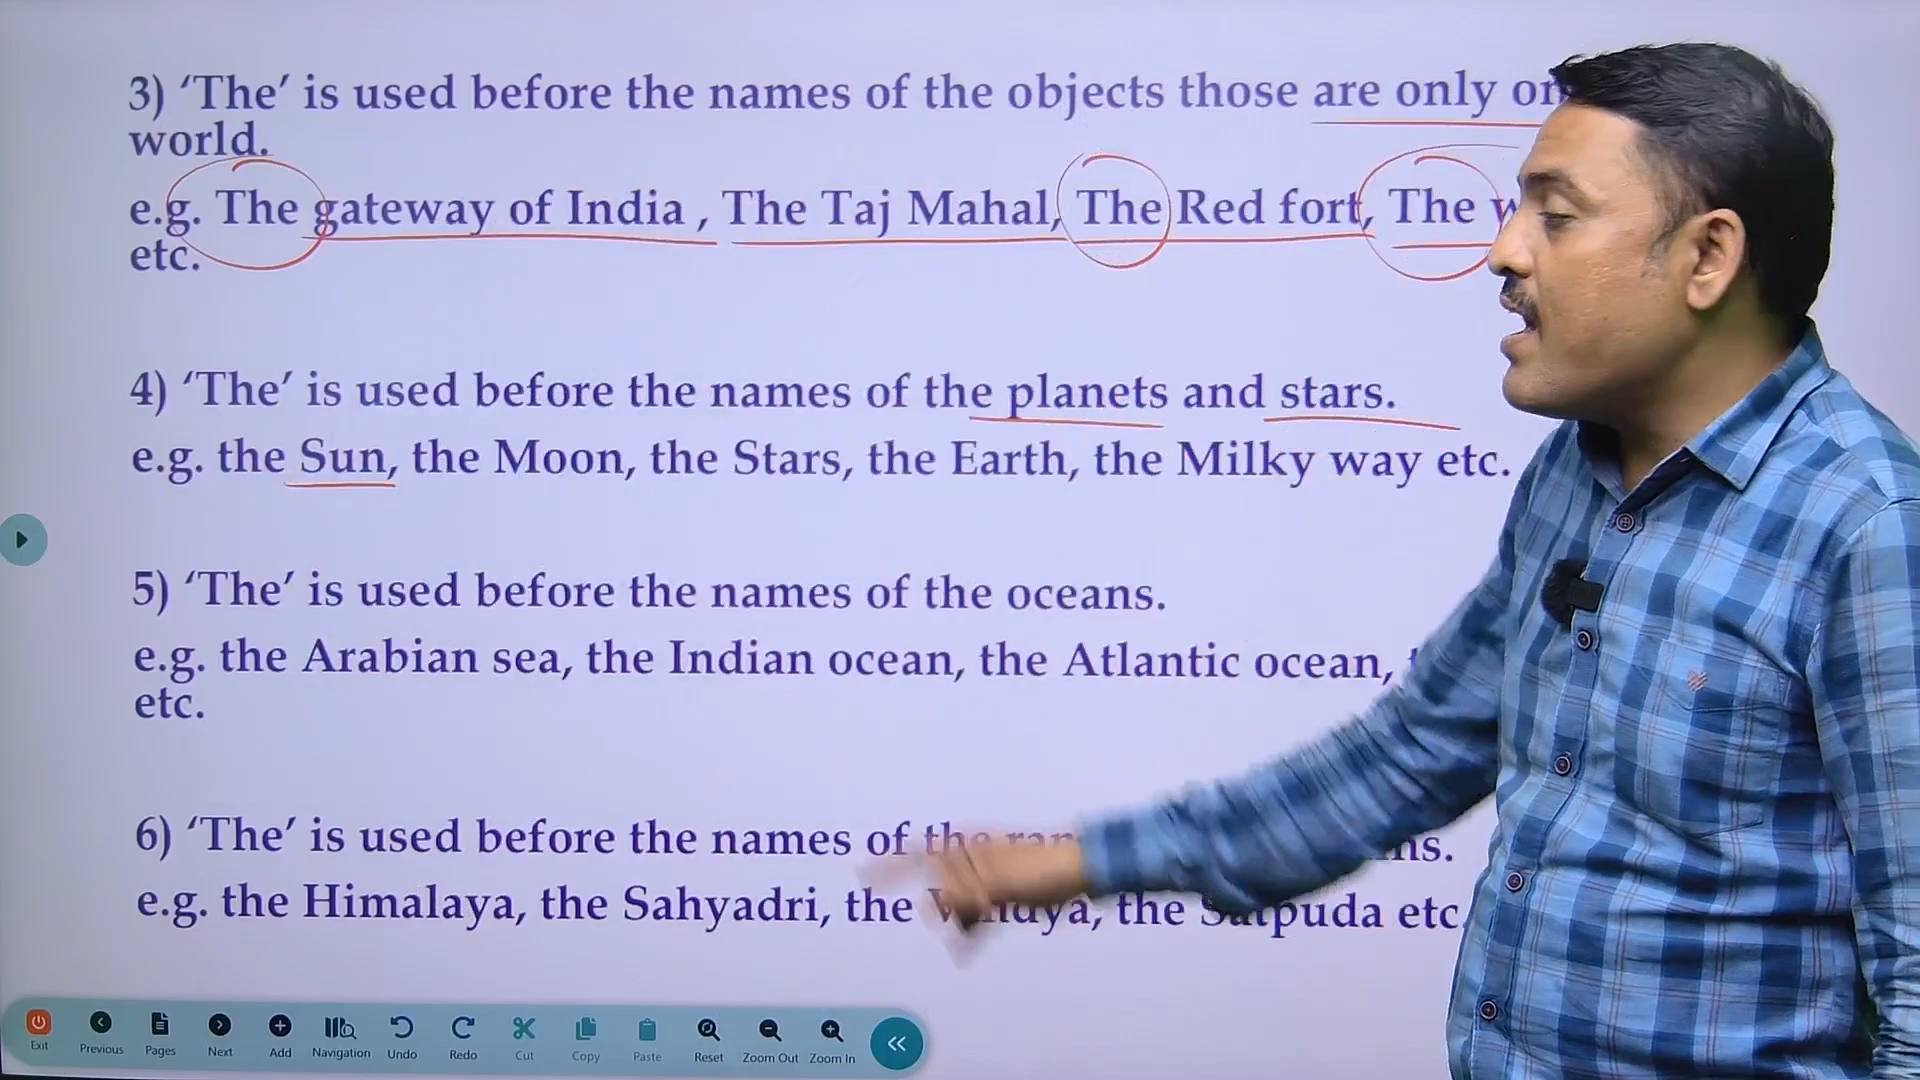 3) ‘The’ is used before the names of the objects those are only
world.
e.g. The gateway of India , The Taj Mahal, The Red fort, The
etc.
4) ‘The’ is used before the names of the planets and stars.
e.g. the Sun, the Moon, the Stars, the Earth, the Milky way etc.
5) ‘The’ is used before the names of the oceans.
e.g. the Arabian sea, the Indian ocean, the Atlantic ocean,
etc.
6) ‘The’ is used before the names of the
e.g. the Himalaya, the Sahyadri, the Vindya, the Satpuda etc
Exit Previous Pages Next Add Navigation Undo Redo Cut Copy Paste Reset Zoom Out Zoom In